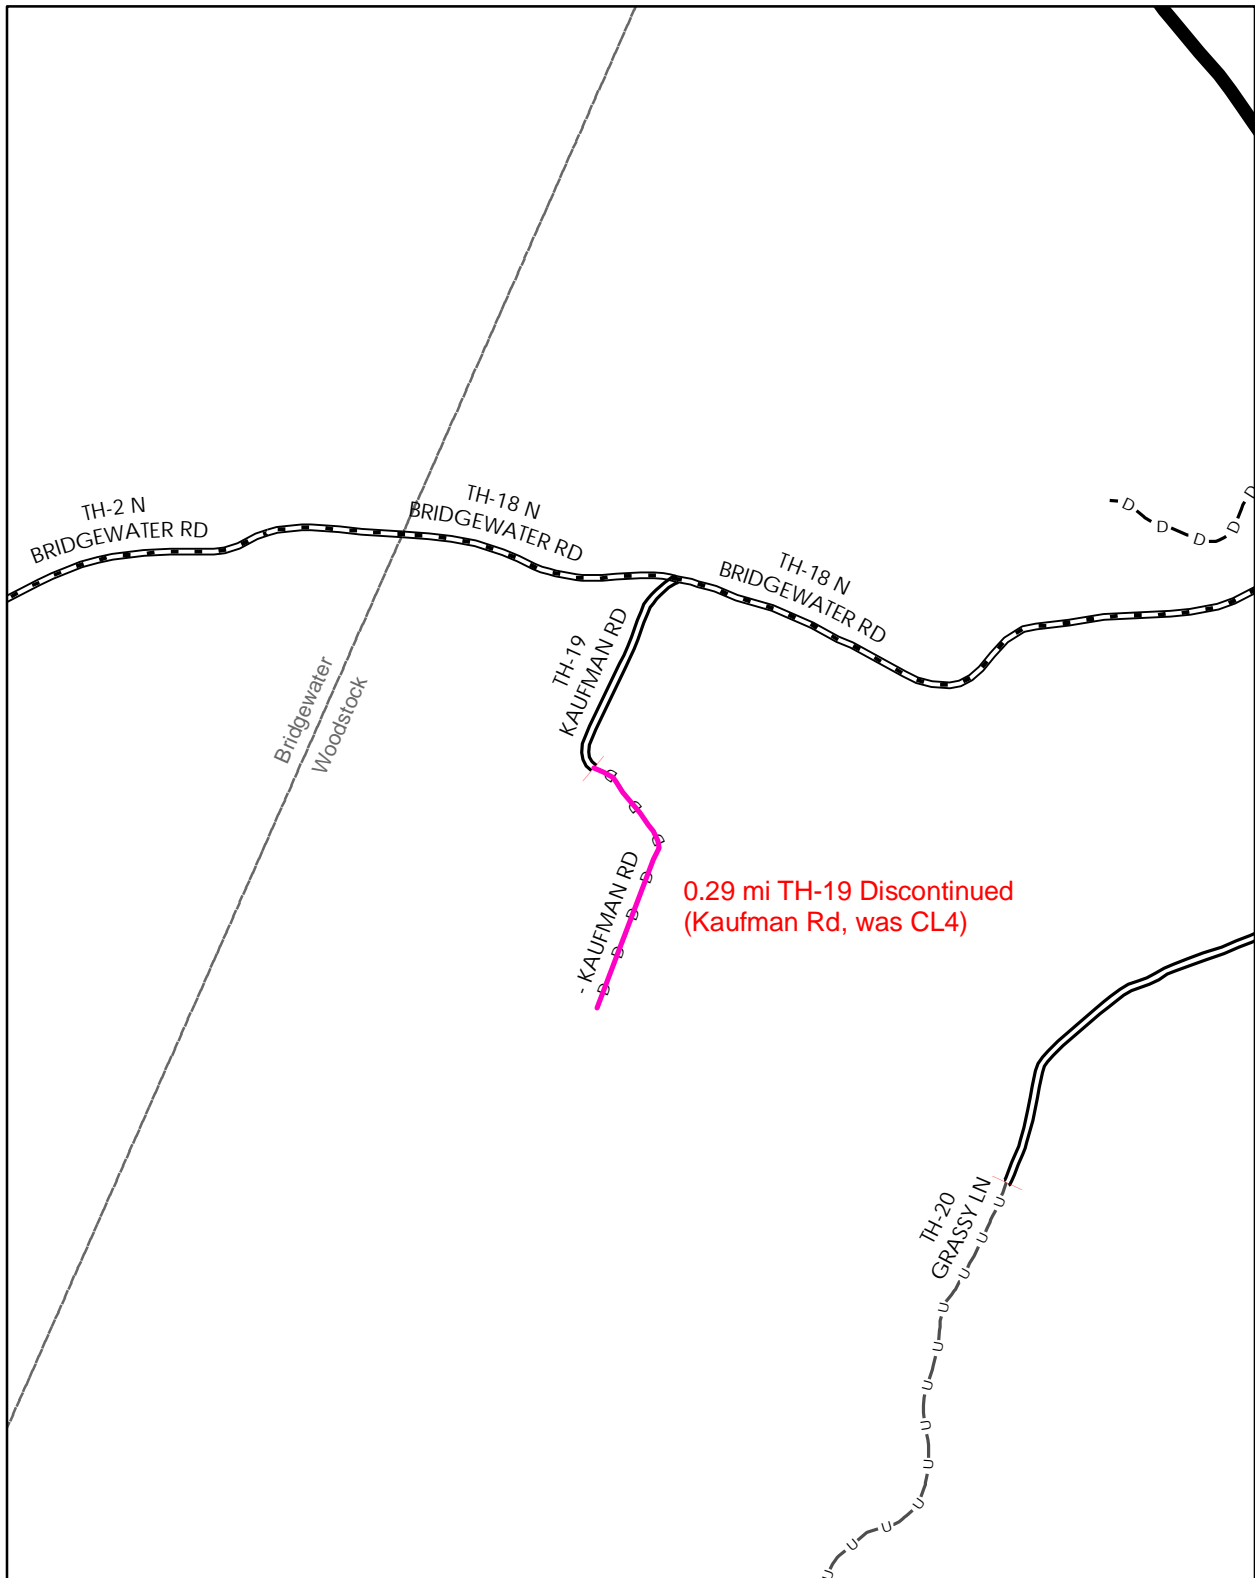 TH-2 N
BRIDGEWATER RD
TH-18 N
BRIDGEWATER RD
TH-18 N
BRIDGEWATER RD
D
D
D
D
D
TH-19
KAUFMAN RD
Bridgewater
Woodstock
D
D
D
D
D
D
D
- KAUFMAN RD
0.29 mi TH-19 Discontinued
(Kaufman Rd, was CL4)
TH-20
GRASSY LN
U
U
U
U
U
U
U
U
U
U
U
U